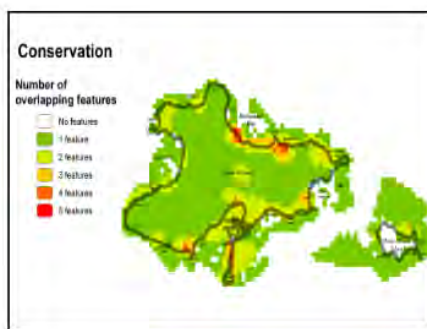 Conservation
Number of
overlapping features
No features
1 feature
2 features
3 features
4 features
5 features